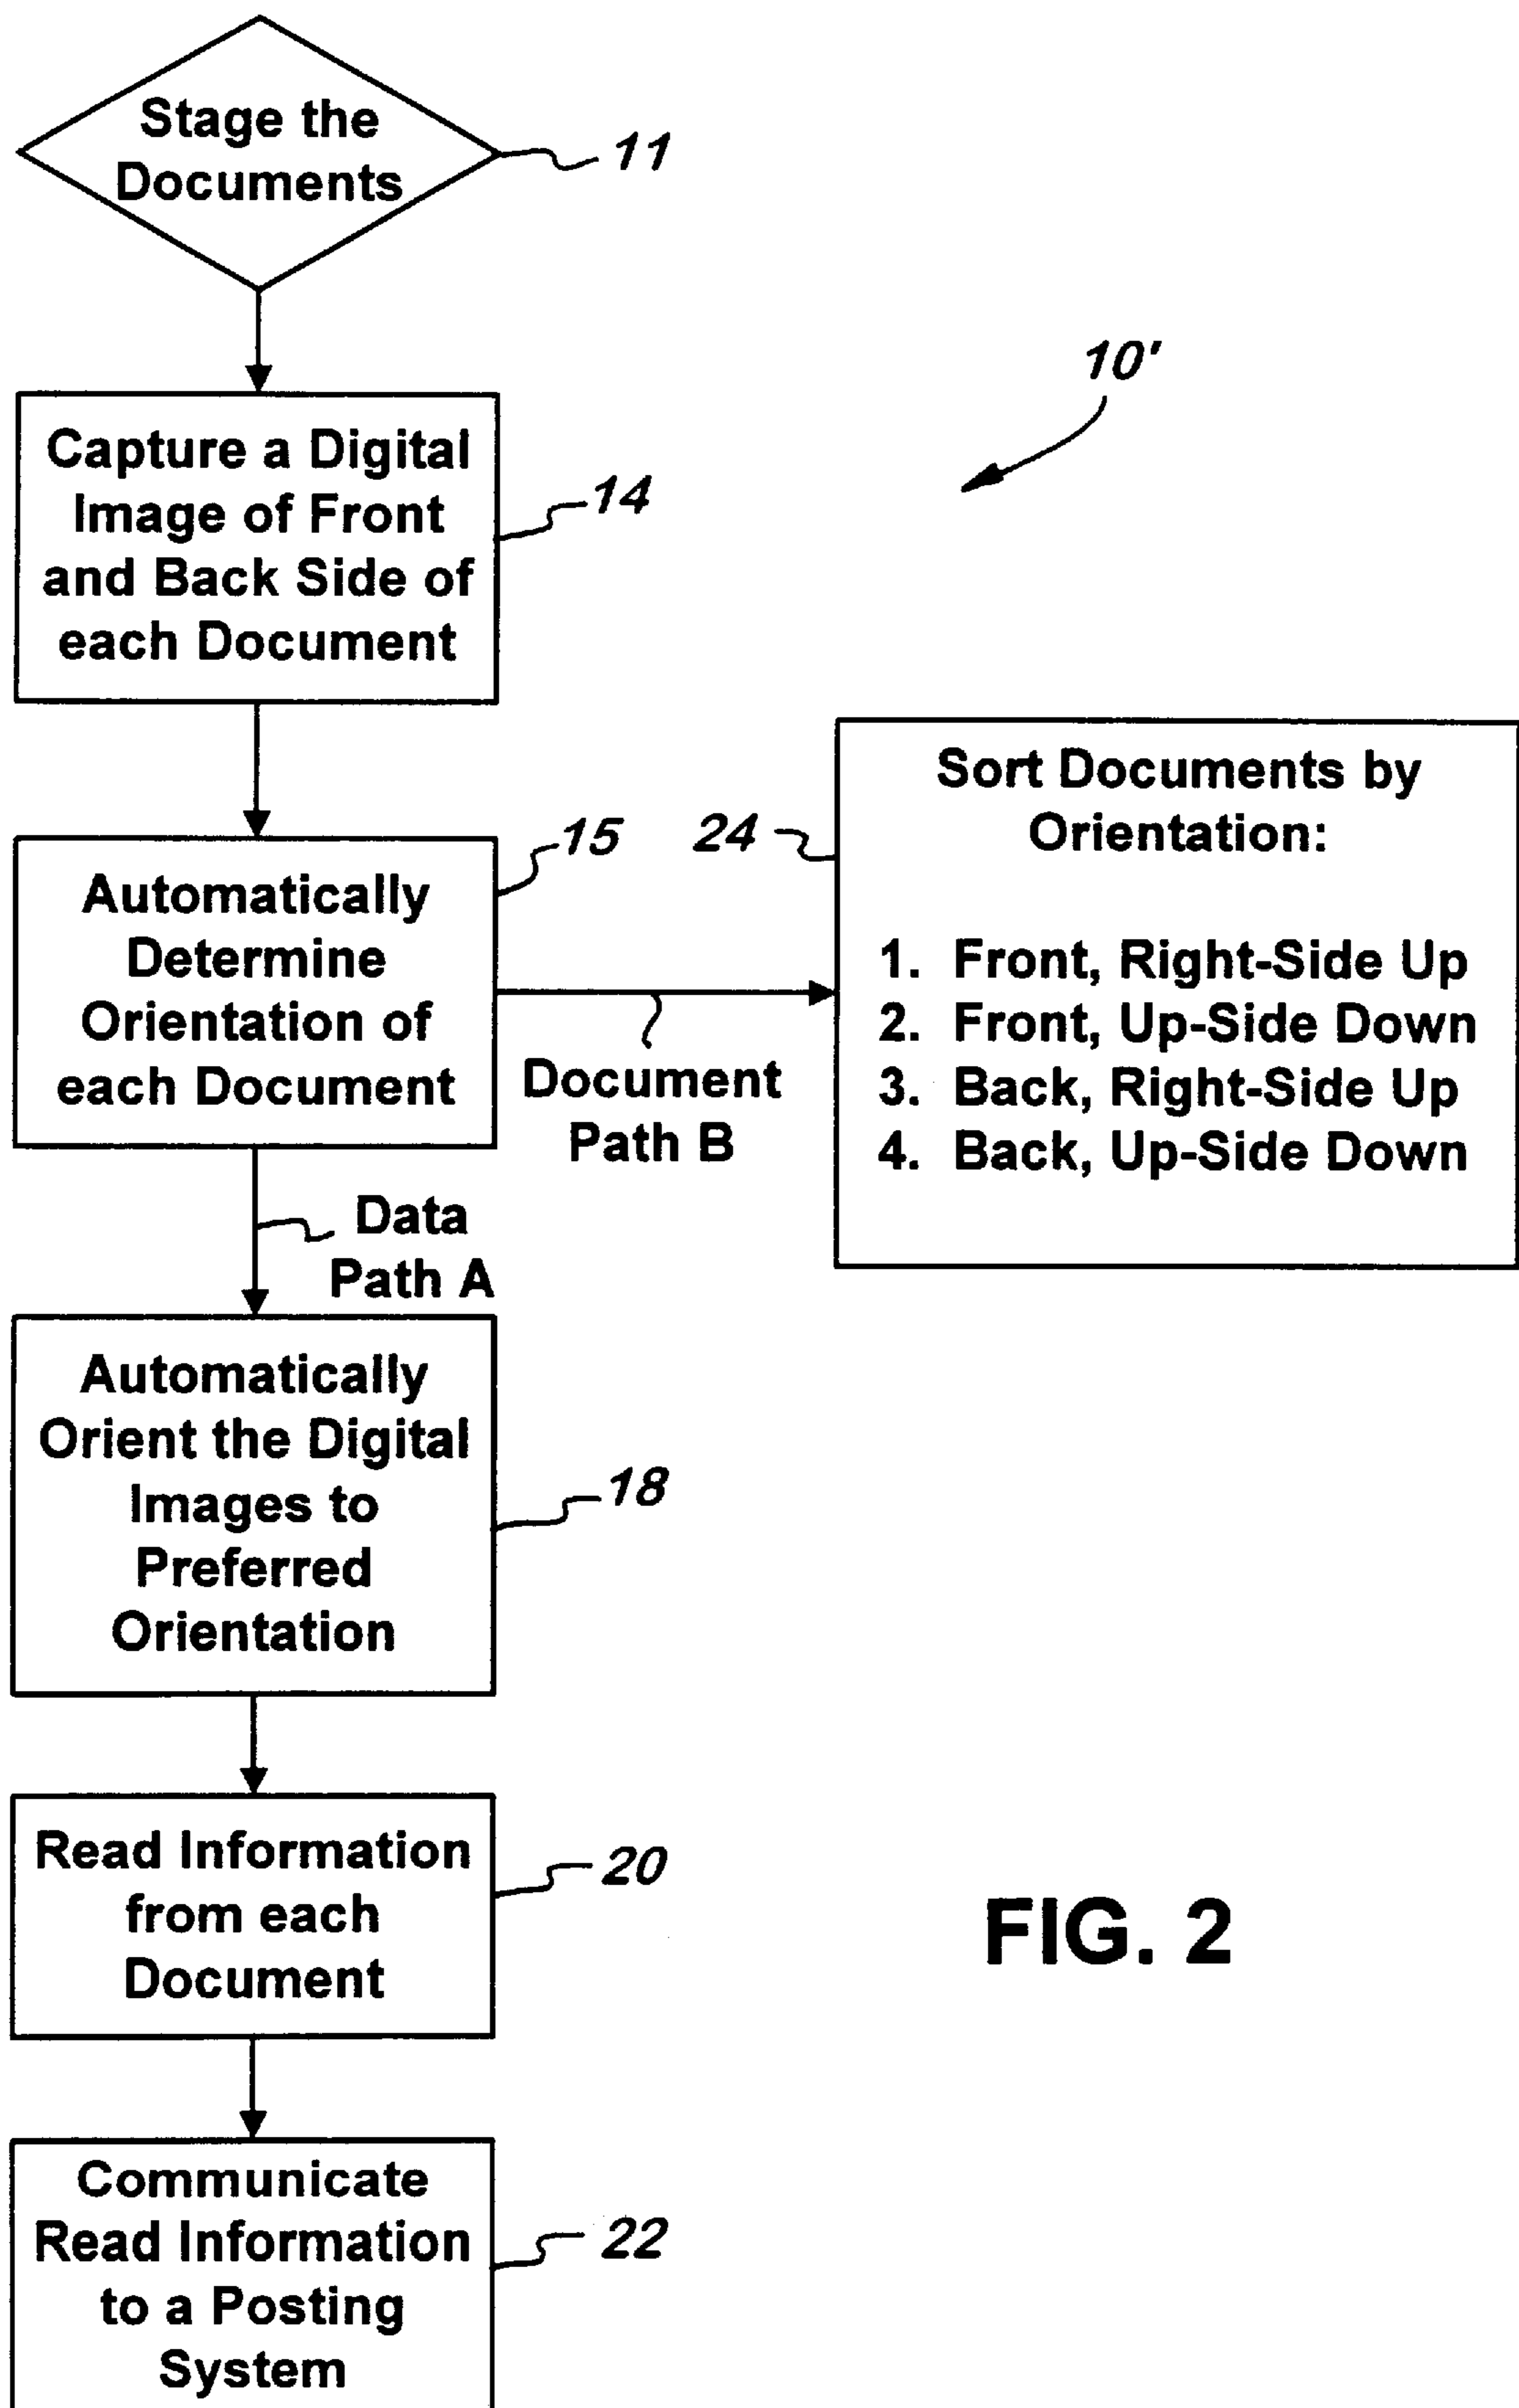 Stage the
Documents
11
10'
Capture a Digital
Image of Front
and Back Side of
each Document
14
Automatically
Determine
Orientation of
each Document
15
Document
Path B
24
Sort Documents by
Orientation:
1. Front, Right-Side Up
2. Front, Up-Side Down
3. Back, Right-Side Up
4. Back, Up-Side Down
Data
Path A
Automatically
Orient the Digital
Images to
Preferred
Orientation
18
Read Information
from each
Document
20
FIG. 2
Communicate
Read Information
to a Posting
System
22